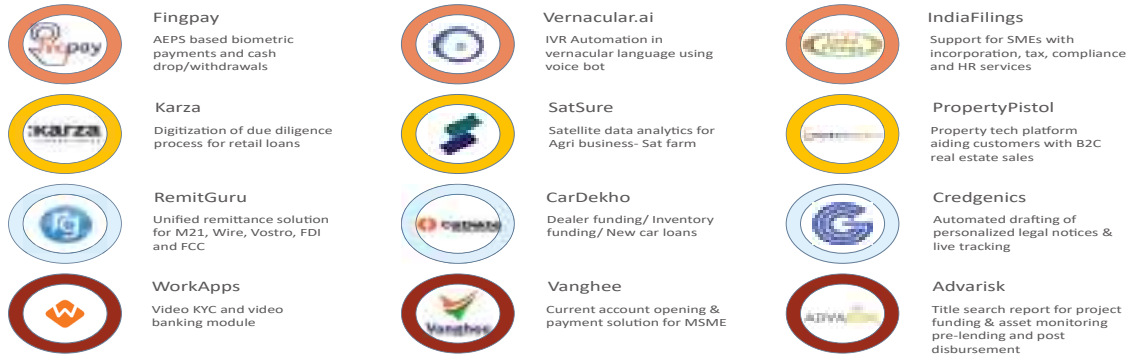 Fingpay
AEPS based biometric
payments and cash
drop/withdrawals
Vernacular.ai
IVR Automation in
vernacular language using
voice bot
IndiaFilings
Support for SMEs with
incorporation, tax, compliance
and HR services
:karza
Karza
Digitization of due diligence
process for retail loans
SatSure
Satellite data analytics for
Agri business- Sat farm
PropertyPistol
Property tech platform
aiding customers with B2C
real estate sales
rg
RemitGuru
Unified remittance solution
for M21, Wire, Vostro, FDI
and FCC
CarDekho
CarDekho
Dealer funding/ Inventory
funding/ New car loans
Credgenics
Automated drafting of
personalized legal notices &
live tracking
WorkApps
Video KYC and video
banking module
Vanghee
Vanghee
Current account opening &
payment solution for MSME
Advarisk
Title search report for project
funding & asset monitoring
pre-lending and post
disbursement